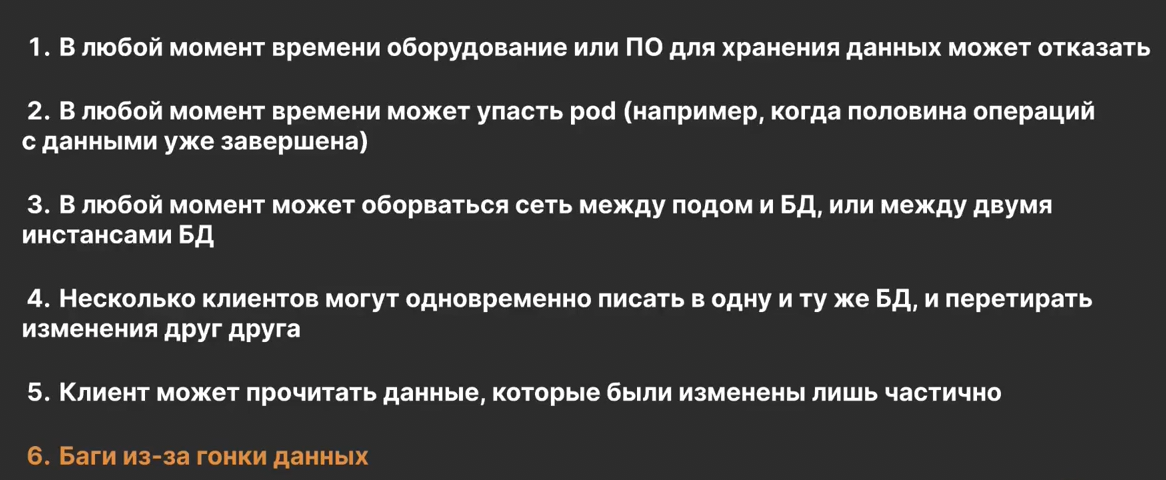 1. В любой момент времени оборудование или ПО для хранения данных может отказать
2. В любой момент времени может упасть pod (например, когда половина операций
с данными уже завершена)
3. В любой момент может оборваться сеть между подом и БД, или между двумя
инстансами БД
4. Несколько клиентов могут одновременно писать в одну и ту же БД, и перетирать
изменения друг друга
5. Клиент может прочитать данные, которые были изменены лишь частично
6. Баги из-за гонки данных